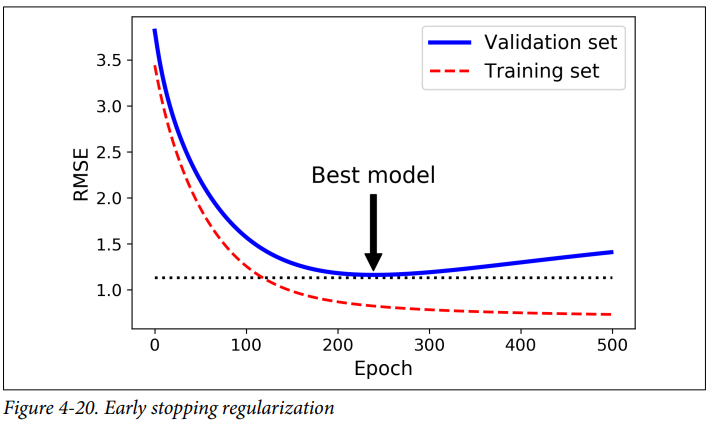 Validation set
Training set
Best model
RMSE
3.5
3.0
2.5
2.0
1.5
1.0
0 100 200 300 400 500
Epoch
Figure 4-20. Early stopping regularization